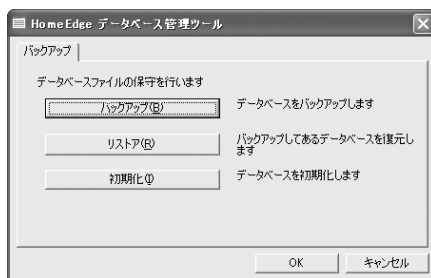 HomeEdge データベース管理ツール
バックアップ
データベースファイルの保守を行います
バックアップ(B)
データベースをバックアップします
リストア(R)
バックアップしてあるデータベースを復元し
ます
初期化(I)
データベースを初期化します
OK
キャンセル